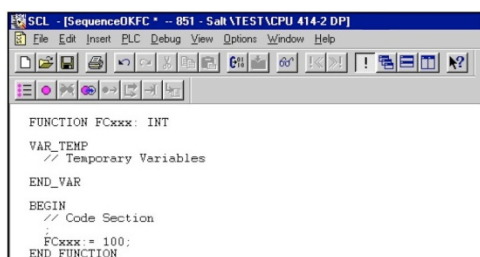 SCL - [SequenceOKFC * -- 851 - Salt\TEST\CPU 414-2 DP]
File Edit Insert PLC Debug View Options Window Help
FUNCTION FCxxx: INT
VAR_TEMP
// Temporary Variables
END_VAR
BEGIN
// Code Section
;
FCxxx:= 100;
END_FUNCTION